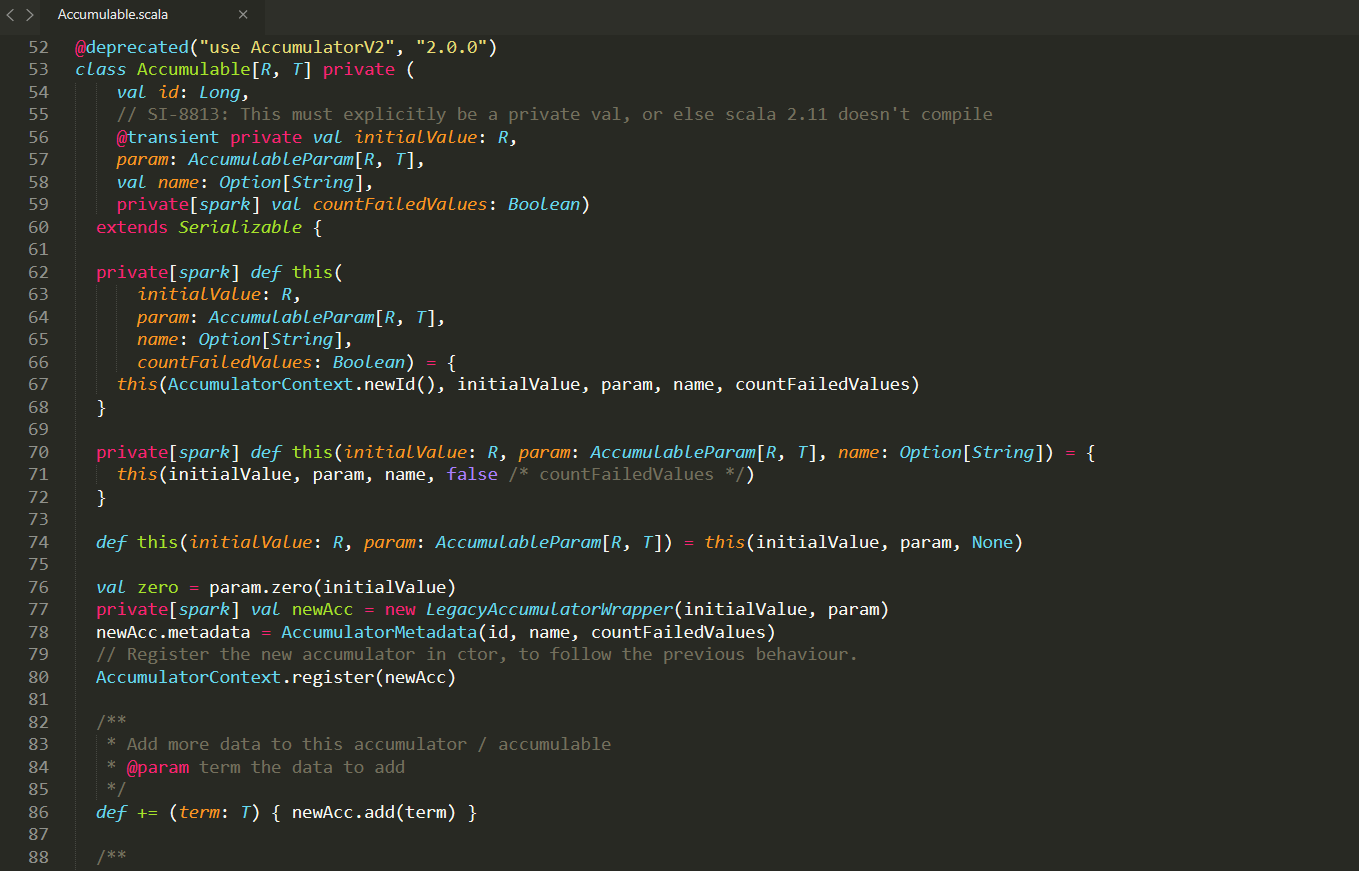 Accumulable.scala
52 @deprecated("use AccumulatorV2", "2.0.0")
53 class Accumulable[R, T] private (
54 val id: Long,
55 // SI-8813: This must explicitly be a private val, or else scala 2.11 doesn't compile
56 @transient private val initialValue: R,
57 param: AccumulableParam[R, T],
58 val name: Option[String],
59 private[spark] val countFailedValues: Boolean)
60 extends Serializable {
61
62 private[spark] def this(
63 initialValue: R,
64 param: AccumulableParam[R, T],
65 name: Option[String],
66 countFailedValues: Boolean) = {
67 this(AccumulatorContext.newId(), initialValue, param, name, countFailedValues)
68 }
69
70 private[spark] def this(initialValue: R, param: AccumulableParam[R, T], name: Option[String]) = {
71 this(initialValue, param, name, false /* countFailedValues */)
72 }
73
74 def this(initialValue: R, param: AccumulableParam[R, T]) = this(initialValue, param, None)
75
76 val zero = param.zero(initialValue)
77 private[spark] val newAcc = new LegacyAccumulatorWrapper(initialValue, param)
78 newAcc.metadata = AccumulatorMetadata(id, name, countFailedValues)
79 // Register the new accumulator in ctor, to follow the previous behaviour.
80 AccumulatorContext.register(newAcc)
81
82 /**
83 * Add more data to this accumulator / accumulable
84 * @param term the data to add
85 */
86 def += (term: T) { newAcc.add(term) }
87
88 /**